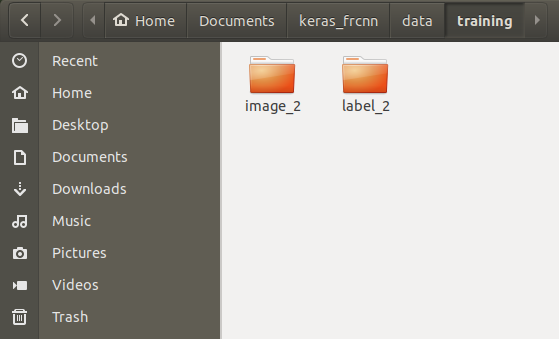 Home Documents keras_frcnn data training
Recent
Home
Desktop
Documents
Downloads
Music
Pictures
Videos
Trash
image_2 label_2